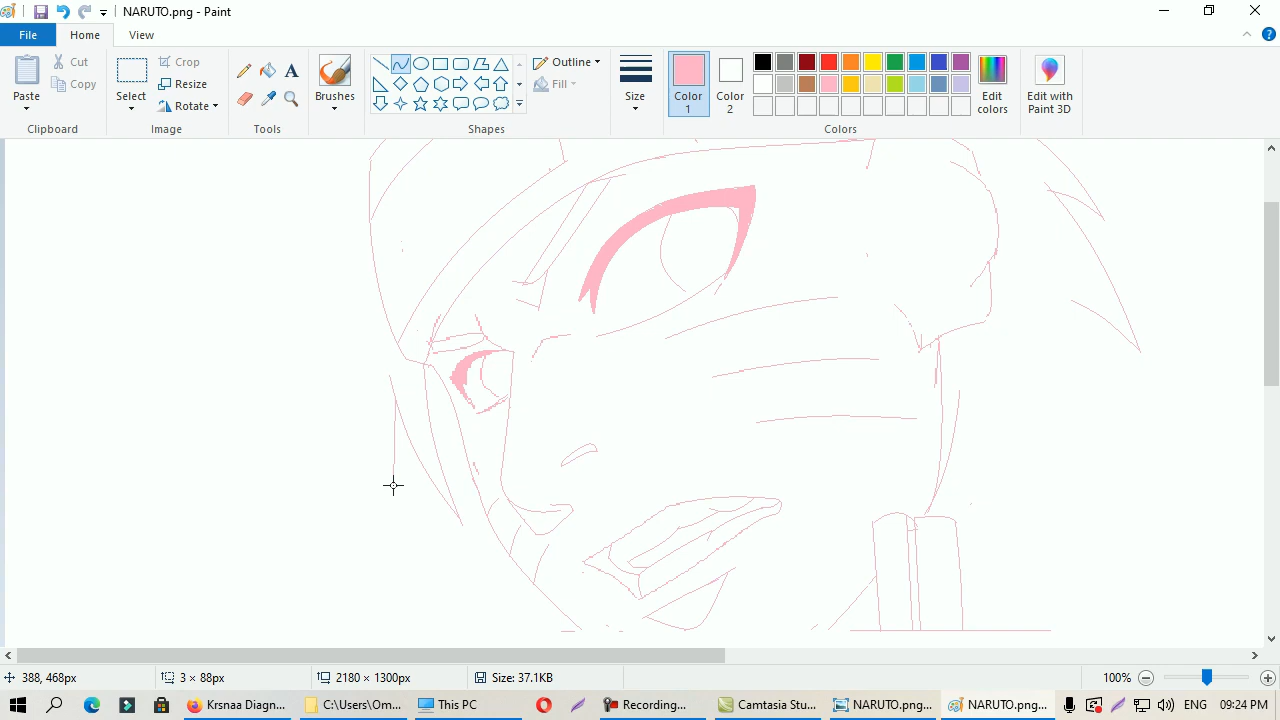 NARUTO.png - Paint
File
Home
View
Paste
Cut
Copy
Clipboard
Select
Crop
Resize
Rotate
Image
A
Tools
Brushes
Shapes
Outline
Fill
Size
Color
1
Color
2
Edit
colors
Colors
Edit with
Paint 3D
388, 468px
3 × 88px
2180 × 1300px
Size: 37.1KB
100%
Krsnaa Diagn...
C:\Users\Om...
This PC
Recording...
Camtasia Stu...
NARUTO.png...
NARUTO.png...
ENG
09:24 PM